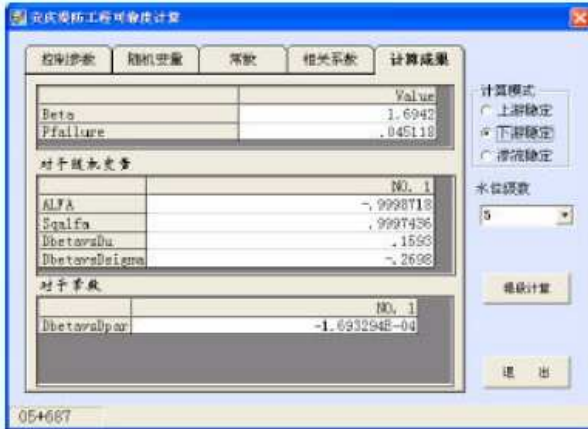 安庆堤防工程可靠度计算
控制参数 随机变量 常数 相关系数 计算成果
Value
Beta 1.6942
Pfailure .045118
对于随机变量
NO. 1
ALFA -.9998718
Sqalfa .9997436
DbetavsDu .1593
DbetavsDsigma -.2698
对于常数
NO. 1
DbetavsDpar -1.693294E-04
计算模式
上游稳定
下游稳定
渗流稳定
水位级数
5
退 出
05+687